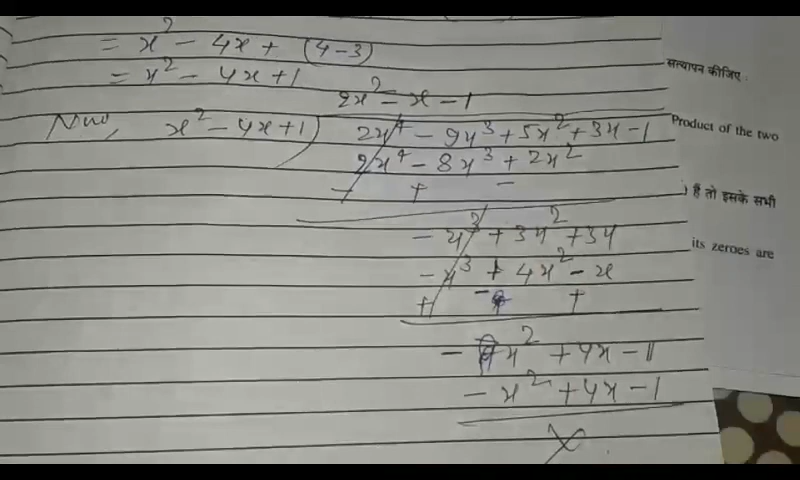 = x² - 4x + (4-3)
= x² - 4x + 1
2x² - x - 1
Now, x² - 4x + 1) 2x⁴ - 9x³ + 5x² + 3x - 1
2x⁴ - 8x³ + 2x²
- + -
- x³ + 3x² + 3x
- x³ + 4x² - x
+ - +
- x² + 4x - 1
- x² + 4x - 1
x
सत्यापन कीजिए :
Product of the two
) हैं तो इसके सभी
its zeroes are